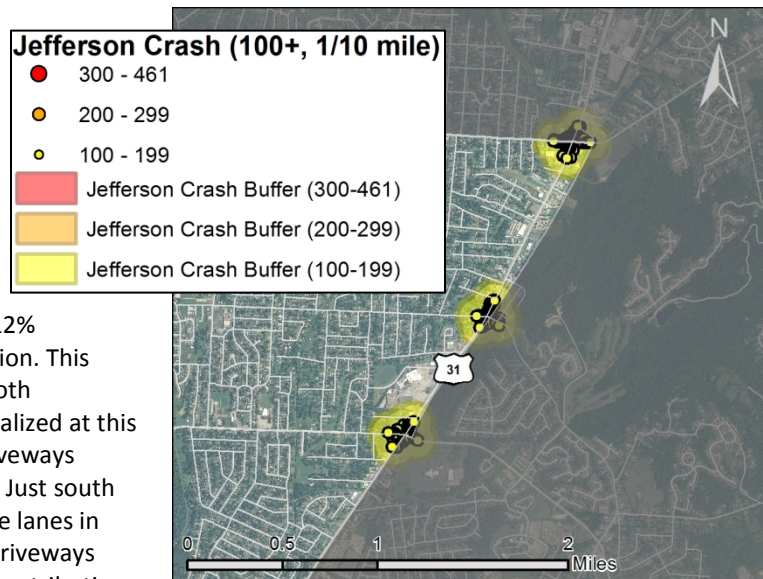 Jefferson Crash (100+, 1/10 mile)
300 - 461
200 - 299
100 - 199
Jefferson Crash Buffer (300-461)
Jefferson Crash Buffer (200-299)
Jefferson Crash Buffer (100-199)
N
31
0 0.5 1 2
Miles
2%
ion. This
oth
alized at this
veways
Just south
e lanes in
riveways